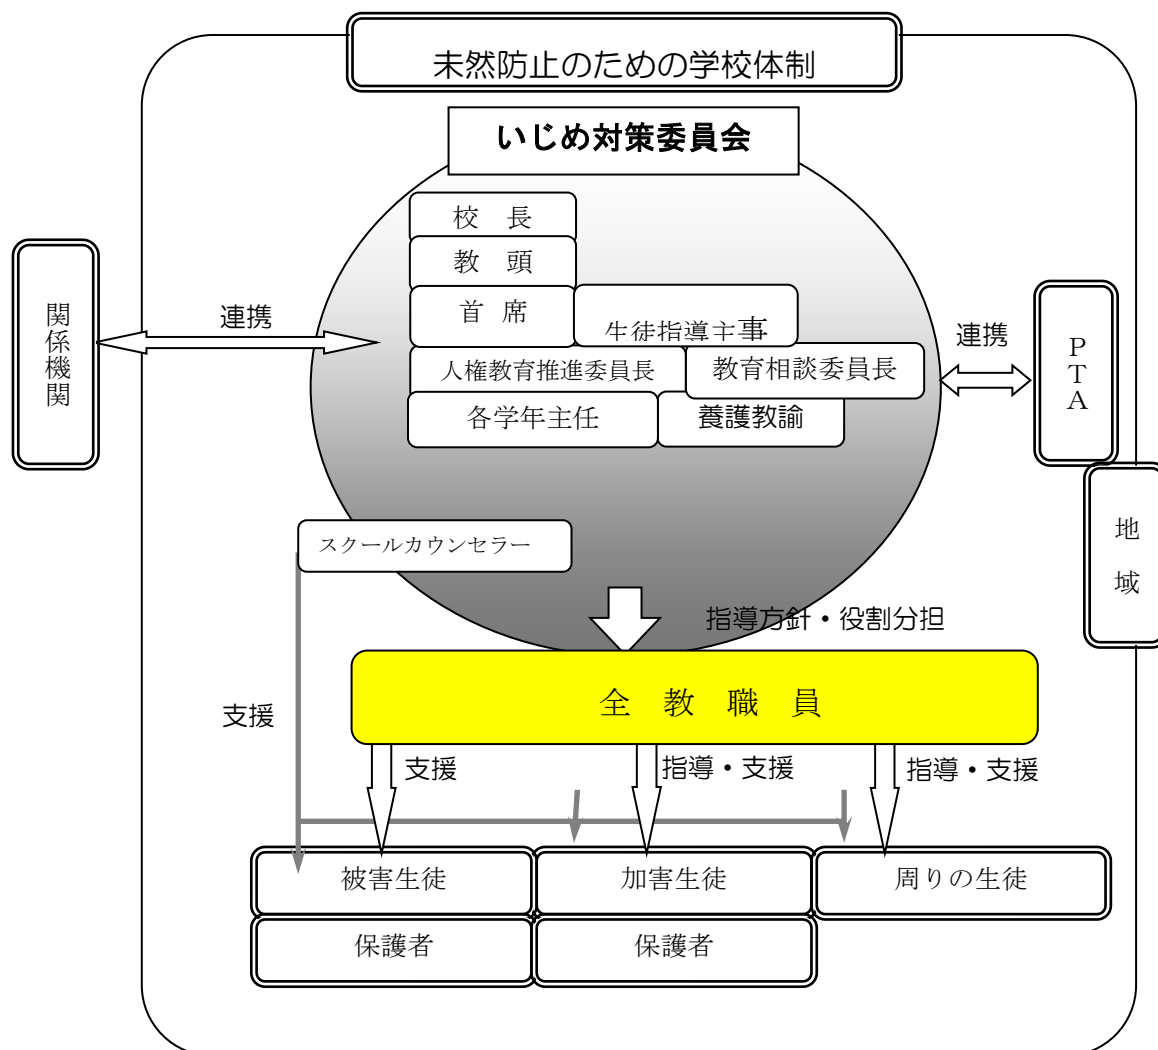 未然防止のための学校体制
いじめ対策委員会
校　長
教　頭
首 席
生徒指導主事
人権教育推進委員長
教育相談委員長
各学年主任
養護教諭
関係機関
連携
連携
PTA
地域
スクールカウンセラー
指導方針・役割分担
全　教　職　員
支援
支援
指導・支援
指導・支援
被害生徒
加害生徒
周りの生徒
保護者
保護者